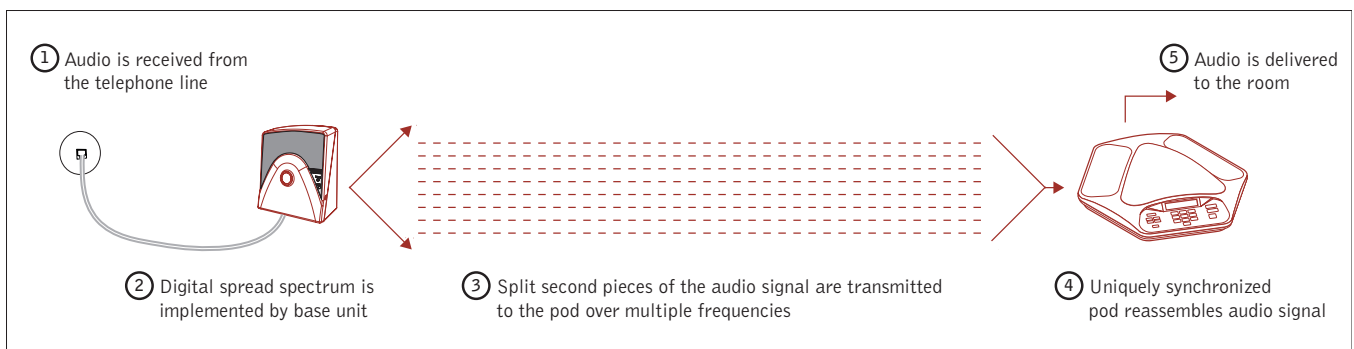 1 Audio is received from
the telephone line
2 Digital spread spectrum is
implemented by base unit
3 Split second pieces of the audio signal are transmitted
to the pod over multiple frequencies
4 Uniquely synchronized
pod reassembles audio signal
5 Audio is delivered
to the room